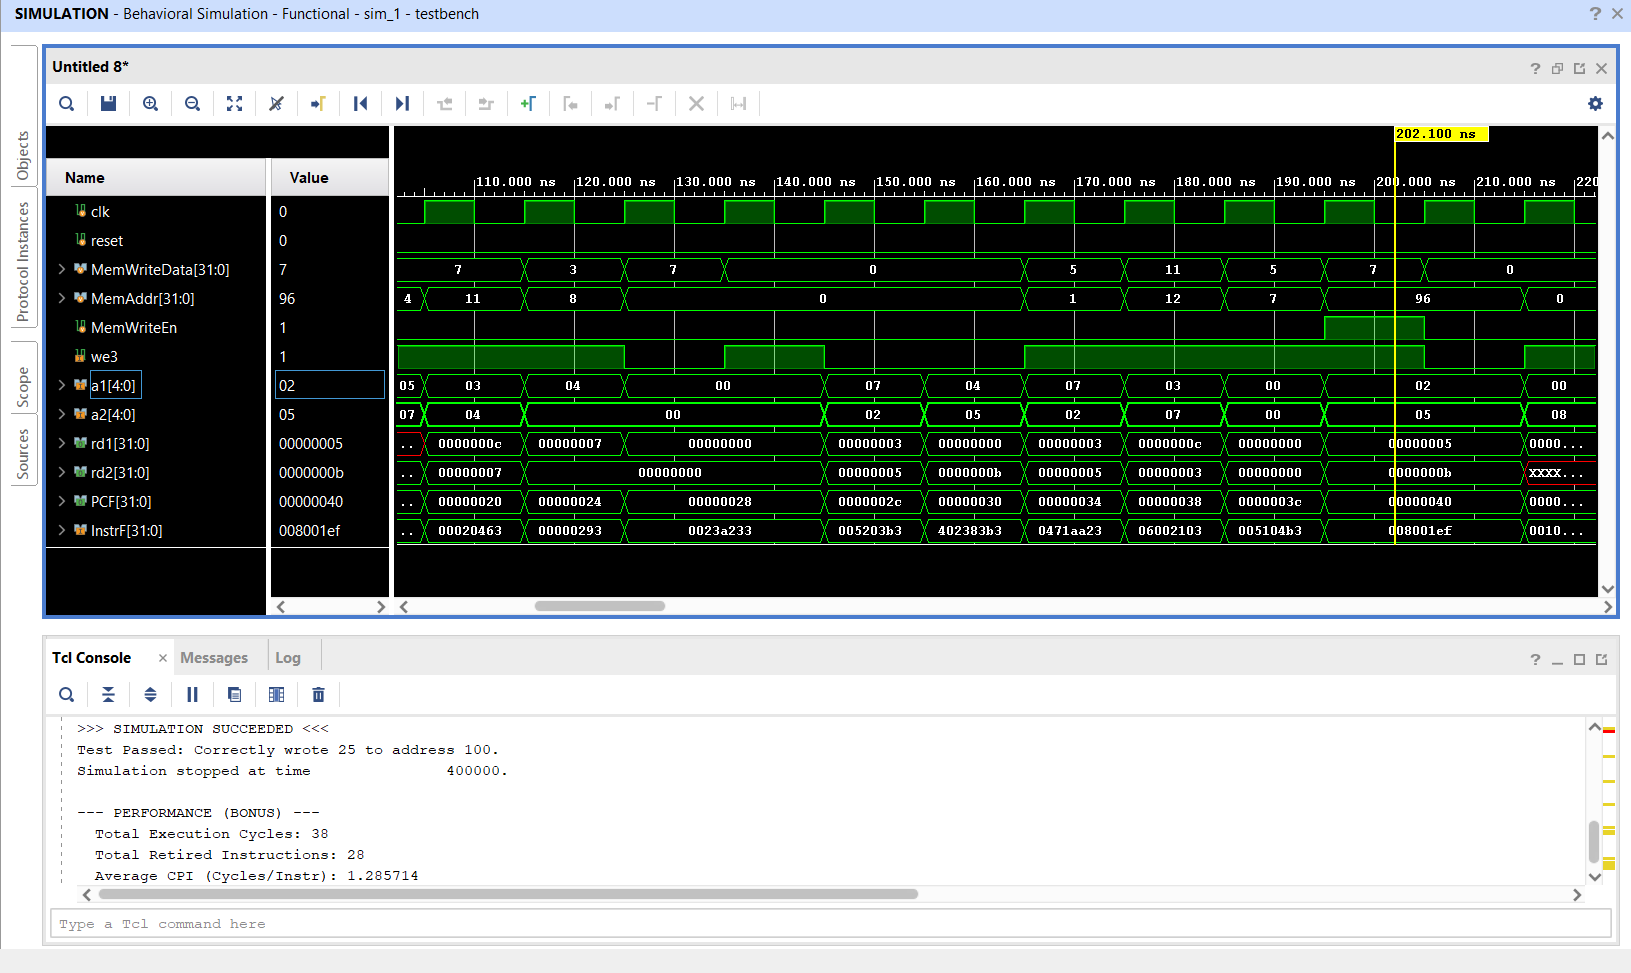 SIMULATION - Behavioral Simulation - Functional - sim_1 - testbench
Untitled 8*
Objects
Protocol Instances
Scope
Sources
202.100 ns
Name Value
110.000 ns 120.000 ns 130.000 ns 140.000 ns 150.000 ns 160.000 ns 170.000 ns 180.000 ns 190.000 ns 200.000 ns 210.000 ns 220
clk 0
reset 0
MemWriteData[31:0] 7 7 3 7 0 5 11 5 7 0
MemAddr[31:0] 96 4 11 8 0 1 12 7 96 0
MemWriteEn 1
we3 1
a1[4:0] 02 05 03 04 00 07 04 07 03 00 02 00
a2[4:0] 05 07 04 00 02 05 02 07 00 05 08
rd1[31:0] 00000005 .. 0000000c 00000007 00000000 00000003 00000000 00000003 0000000c 00000000 00000005 0000...
rd2[31:0] 0000000b .. 00000007 00000000 00000005 0000000b 00000005 00000003 00000000 0000000b XXXX...
PCF[31:0] 00000040 .. 00000020 00000024 00000028 0000002c 00000030 00000034 00000038 0000003c 00000040 0000...
InstrF[31:0] 008001ef .. 00020463 00000293 0023a233 005203b3 402383b3 0471aa23 06002103 005104b3 008001ef 0010...
Tcl Console × Messages Log
>>> SIMULATION SUCCEEDED <<<
Test Passed: Correctly wrote 25 to address 100.
Simulation stopped at time 400000.
--- PERFORMANCE (BONUS) ---
Total Execution Cycles: 38
Total Retired Instructions: 28
Average CPI (Cycles/Instr): 1.285714
Type a Tcl command here